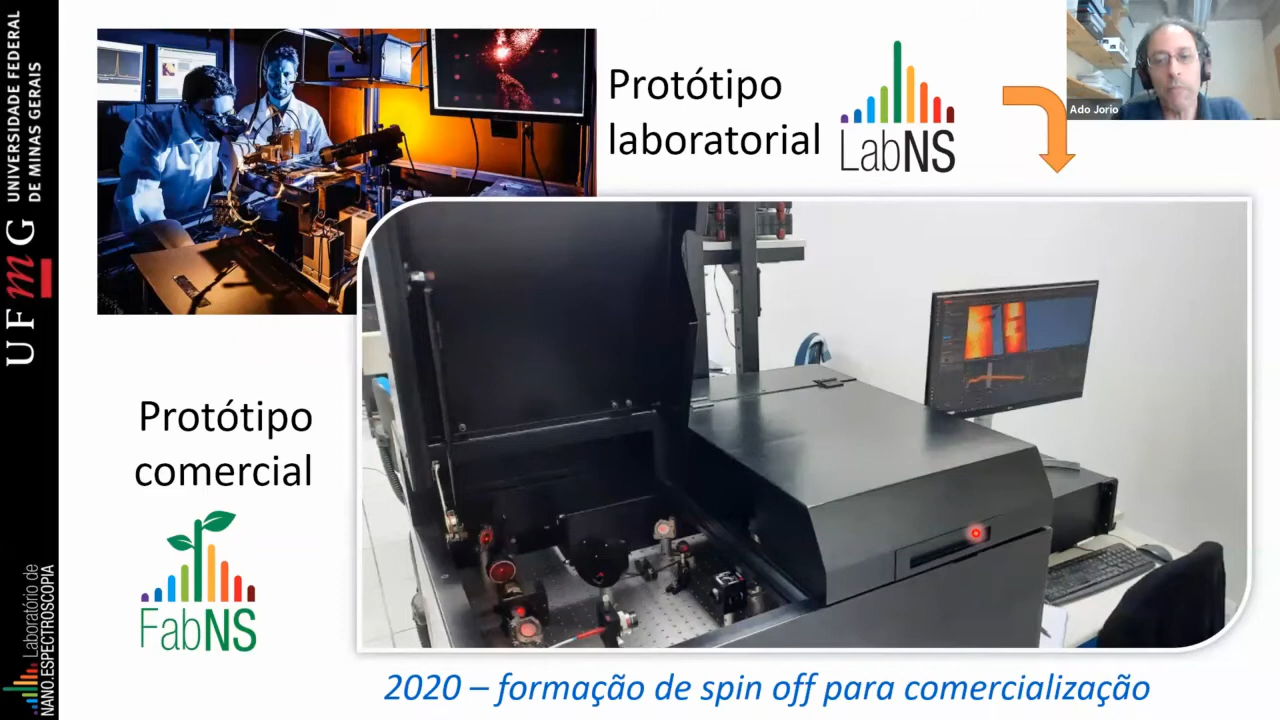 UFmG
UNIVERSIDADE FEDERAL
DE MINAS GERAIS
Protótipo
laboratorial
LabNS
Ado Jorio
Protótipo
comercial
FabNS
Laboratório de
NANO.ESPECTROSCOPIA
2020 – formação de spin off para comercialização